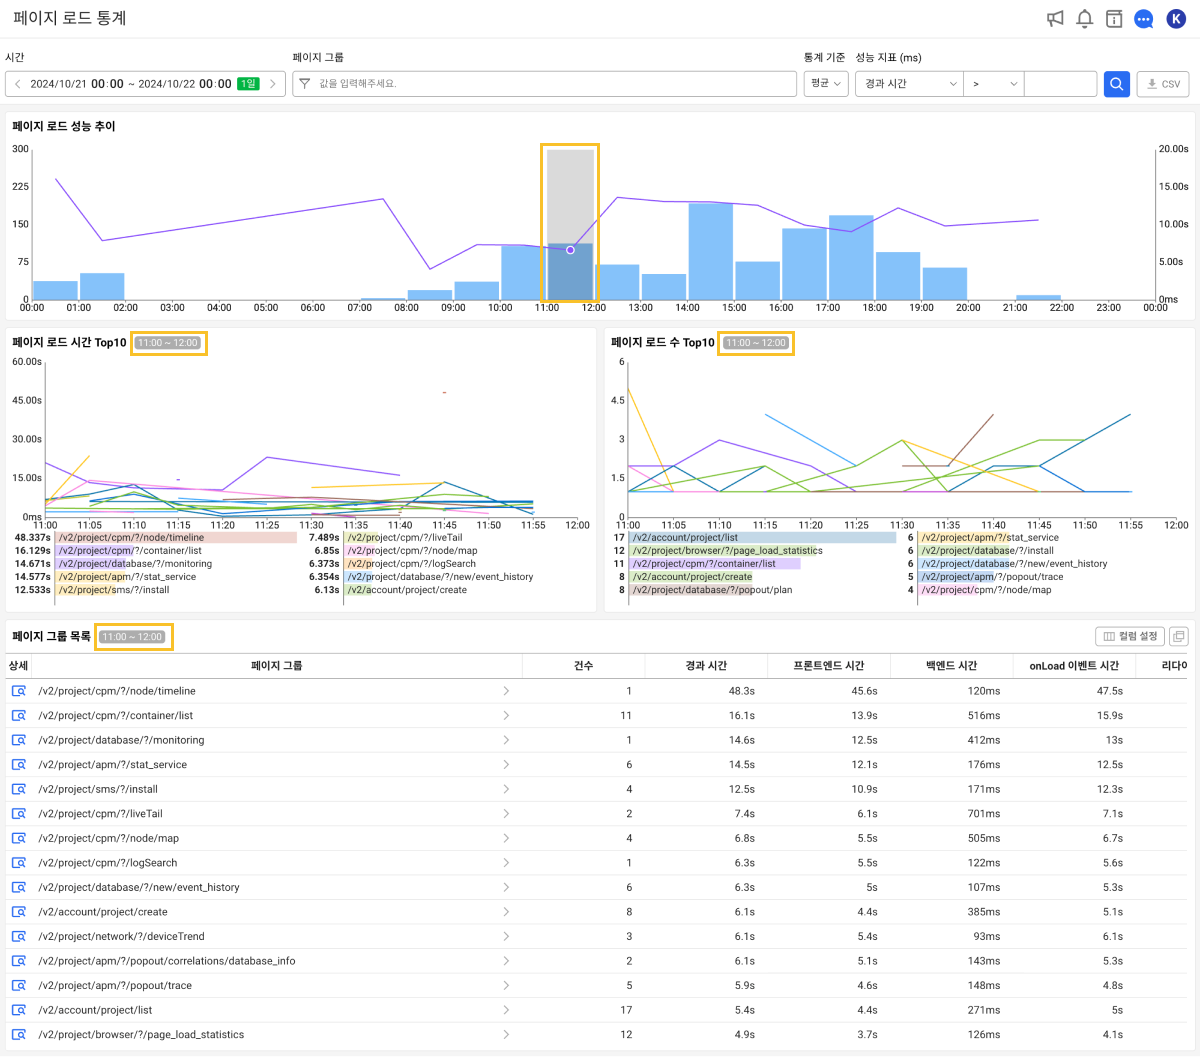 페이지 로드 통계
K
시간
페이지 그룹
통계 기준
성능 지표 (ms)
2024/10/21 00:00 ~ 2024/10/22 00:00 1일
값을 입력해주세요.
평균
경과 시간
>
CSV
페이지 로드 성능 추이
300
225
150
75
0
20.00s
15.00s
10.00s
5.00s
0ms
00:00 01:00 02:00 03:00 04:00 05:00 06:00 07:00 08:00 09:00 10:00 11:00 12:00 13:00 14:00 15:00 16:00 17:00 18:00 19:00 20:00 21:00 22:00 23:00 00:00
페이지 로드 시간 Top10 11:00 ~ 12:00
60.00s
45.00s
30.00s
15.00s
0ms
11:00 11:05 11:10 11:15 11:20 11:25 11:30 11:35 11:40 11:45 11:50 11:55 12:00
48.337s /v2/project/cpm/?/node/timeline
16.129s /v2/project/cpm/?/container/list
14.671s /v2/project/database/?/monitoring
14.577s /v2/project/apm/?/stat_service
12.533s /v2/project/sms/?/install
7.489s /v2/project/cpm/?/liveTail
6.85s /v2/project/cpm/?/node/map
6.373s /v2/project/cpm/?/logSearch
6.354s /v2/project/database/?/new/event_history
6.13s /v2/account/project/create
페이지 로드 수 Top10 11:00 ~ 12:00
6
4.5
3
1.5
0
11:00 11:05 11:10 11:15 11:20 11:25 11:30 11:35 11:40 11:45 11:50 11:55 12:00
17 /v2/account/project/list
12 /v2/project/browser/?/page_load_statistics
11 /v2/project/cpm/?/container/list
8 /v2/account/project/create
8 /v2/project/database/?/popout/plan
6 /v2/project/apm/?/stat_service
6 /v2/project/database/?/install
6 /v2/project/database/?/new/event_history
5 /v2/project/apm/?/popout/trace
4 /v2/project/cpm/?/node/map
페이지 그룹 목록 11:00 ~ 12:00
컬럼 설정
상세 페이지 그룹 건수 경과 시간 프론트엔드 시간 백엔드 시간 onLoad 이벤트 시간 리다이
/v2/project/cpm/?/node/timeline 1 48.3s 45.6s 120ms 47.5s
/v2/project/cpm/?/container/list 11 16.1s 13.9s 516ms 15.9s
/v2/project/database/?/monitoring 1 14.6s 12.5s 412ms 13s
/v2/project/apm/?/stat_service 6 14.5s 12.1s 176ms 12.5s
/v2/project/sms/?/install 4 12.5s 10.9s 171ms 12.3s
/v2/project/cpm/?/liveTail 2 7.4s 6.1s 701ms 7.1s
/v2/project/cpm/?/node/map 4 6.8s 5.5s 505ms 6.7s
/v2/project/cpm/?/logSearch 1 6.3s 5.5s 122ms 5.6s
/v2/project/database/?/new/event_history 6 6.3s 5s 107ms 5.3s
/v2/account/project/create 8 6.1s 4.4s 385ms 5.1s
/v2/project/network/?/deviceTrend 3 6.1s 5.4s 93ms 6.1s
/v2/project/apm/?/popout/correlations/database_info 2 6.1s 5.1s 143ms 5.3s
/v2/project/apm/?/popout/trace 5 5.9s 4.6s 148ms 4.8s
/v2/account/project/list 17 5.4s 4.4s 271ms 5s
/v2/project/browser/?/page_load_statistics 12 4.9s 3.7s 126ms 4.1s